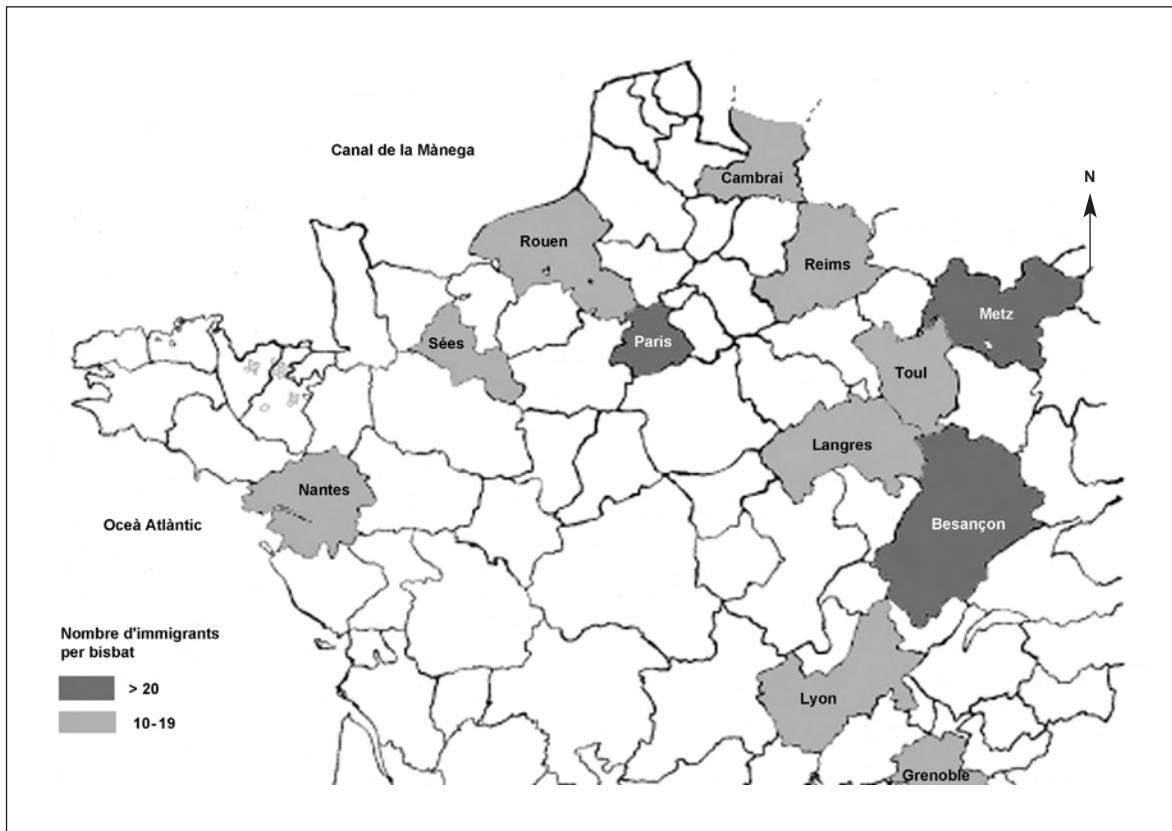 Canal de la Mànega
Cambrai
N
Rouen
Reims
Metz
Sées
Paris
Toul
Langres
Nantes
Oceà Atlàntic
Besançon
Nombre d'immigrants
per bisbat
> 20
10-19
Lyon
Grenoble